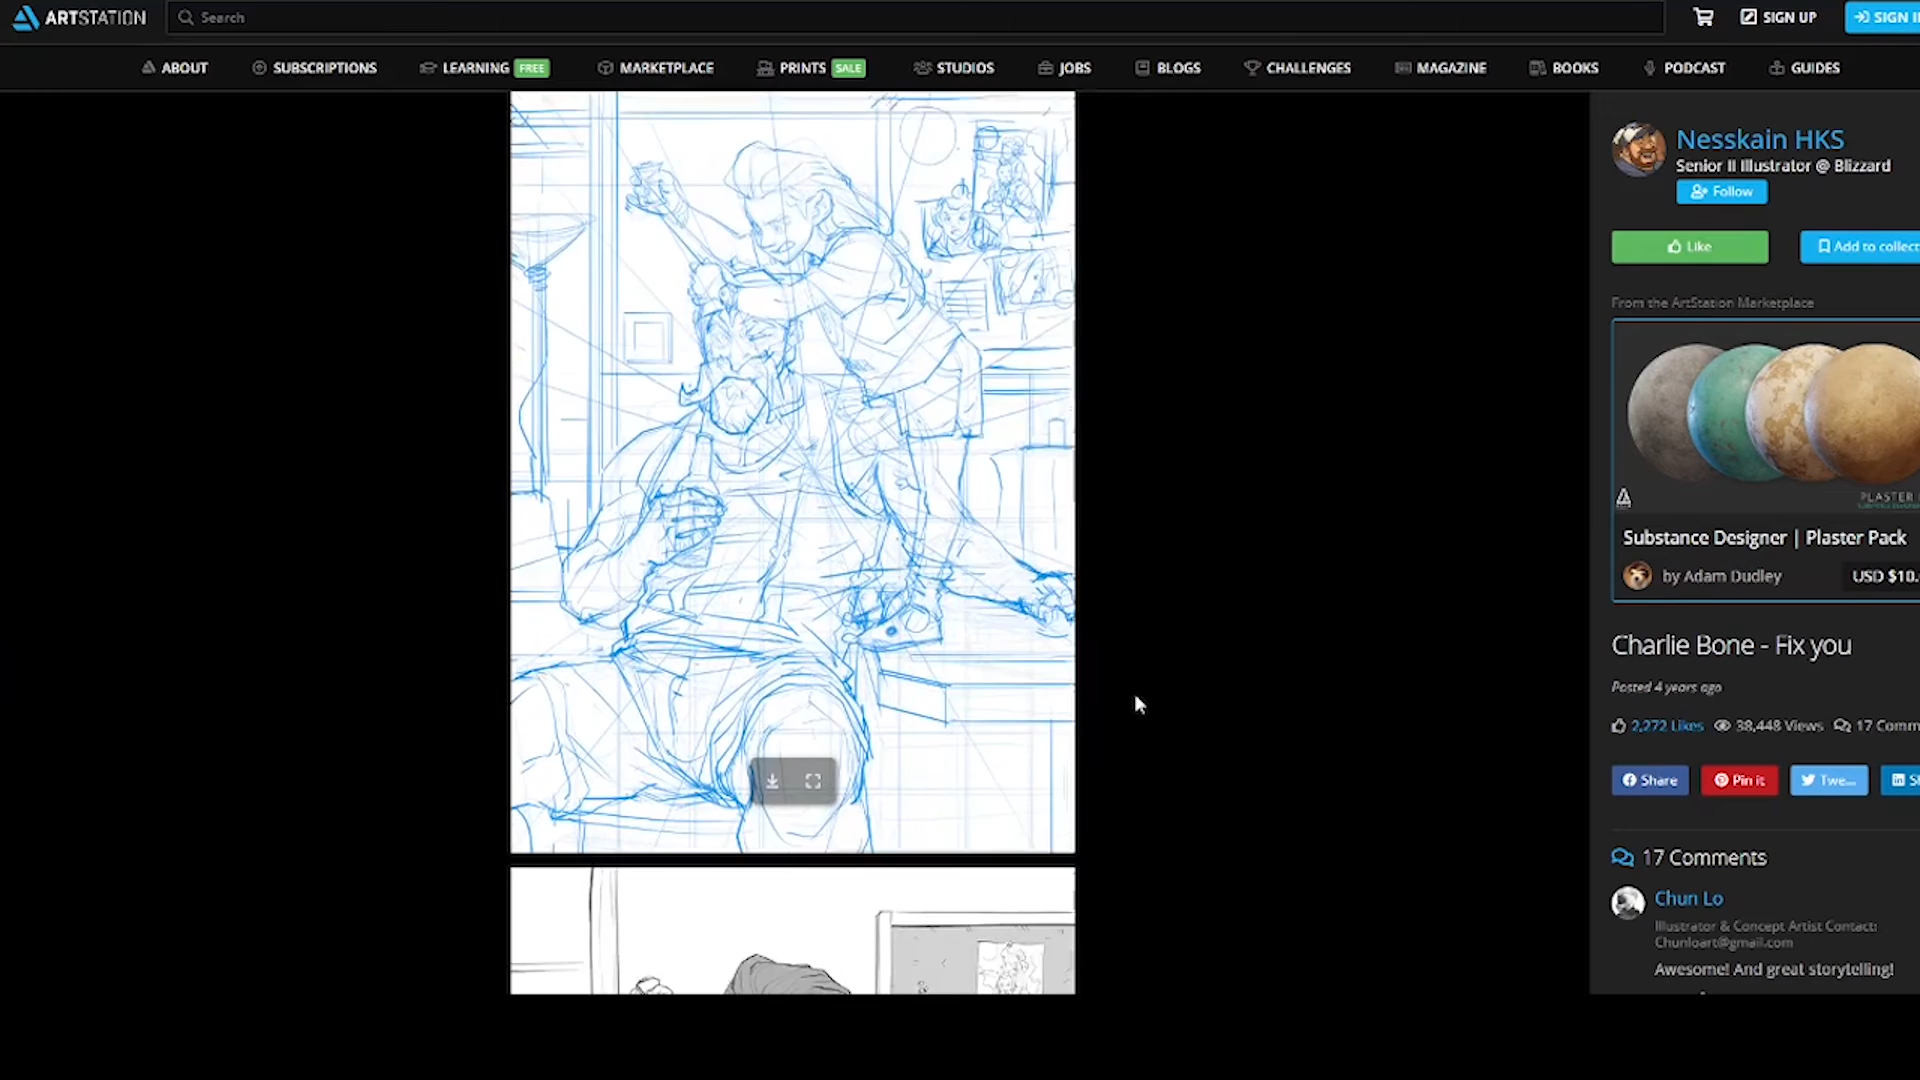 ARTSTATION
Search
SIGN UP
SIGN
ABOUT
SUBSCRIPTIONS
LEARNING FREE
MARKETPLACE
PRINTS SALE
STUDIOS
JOBS
BLOGS
CHALLENGES
MAGAZINE
BOOKS
PODCAST
GUIDES
Nesskain HKS
Senior II Illustrator @ Blizzard
Follow
Like
Add to collect
From the ArtStation Marketplace
PLASTER
Substance Designer | Plaster Pack
by Adam Dudley
USD $10.
Charlie Bone - Fix you
Posted 4 years ago
2,272 Likes
38,448 Views
17 Comm
Share
Pin it
Twe...
17 Comments
Chun Lo
Illustrator & Concept Artist Contact:
Chunloart@gmail.com
Awesome! And great storytelling!